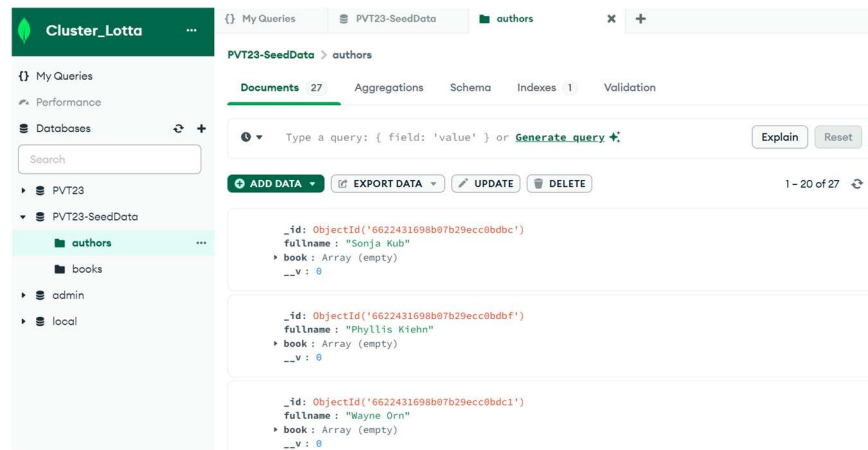 Cluster_Lotta
{} My Queries
Performance
Databases
Search
PVT23
PVT23-SeedData
authors
books
admin
local
{} My Queries
PVT23-SeedData
authors
PVT23-SeedData > authors
Documents 27 Aggregations Schema Indexes 1 Validation
Type a query: { field: 'value' } or Generate query
Explain Reset
ADD DATA EXPORT DATA UPDATE DELETE 1 – 20 of 27
_id: ObjectId('6622431698b07b29ecc0bdbc')
fullname : "Sonja Kub"
book : Array (empty)
__v : 0
_id: ObjectId('6622431698b07b29ecc0bdbf')
fullname : "Phyllis Kiehn"
book : Array (empty)
__v : 0
_id: ObjectId('6622431698b07b29ecc0bdc1')
fullname : "Wayne Orn"
book : Array (empty)
__v : 0